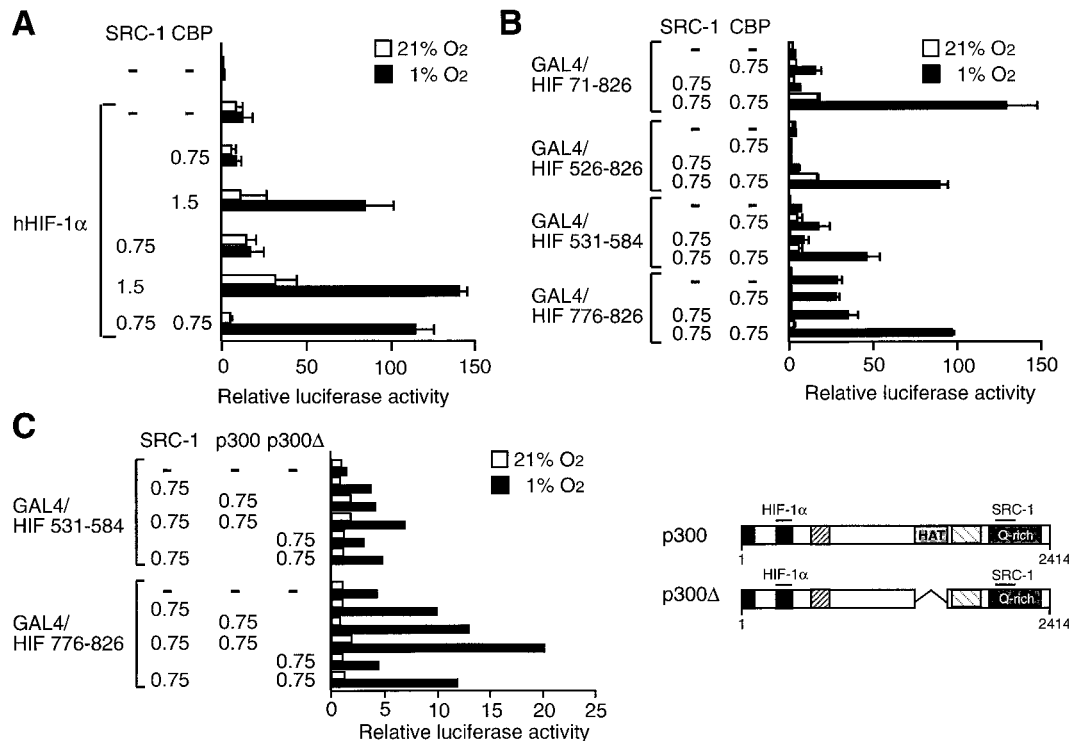 A
SRC-1 CBP
21% O2
1% O2
- -
- -
0.75
hHIF-1α
1.5
0.75
1.5
0.75 0.75
0 50 100 150
Relative luciferase activity
B
SRC-1 CBP
21% O2
1% O2
GAL4/
HIF 71-826
- -
0.75
0.75
0.75 0.75
GAL4/
HIF 526-826
- -
0.75
0.75
0.75 0.75
GAL4/
HIF 531-584
- -
0.75
0.75
0.75 0.75
GAL4/
HIF 776-826
- -
0.75
0.75
0.75 0.75
0 50 100 150
Relative luciferase activity
C
SRC-1 p300 p300Δ
21% O2
1% O2
GAL4/
HIF 531-584
- - -
0.75
0.75
0.75 0.75
0.75
0.75 0.75
GAL4/
HIF 776-826
- - -
0.75
0.75
0.75 0.75
0.75
0.75 0.75
0 5 10 15 20 25
Relative luciferase activity
HIF-1α SRC-1
p300 HAT Q-rich
1 2414
HIF-1α SRC-1
p300Δ Q-rich
1 2414